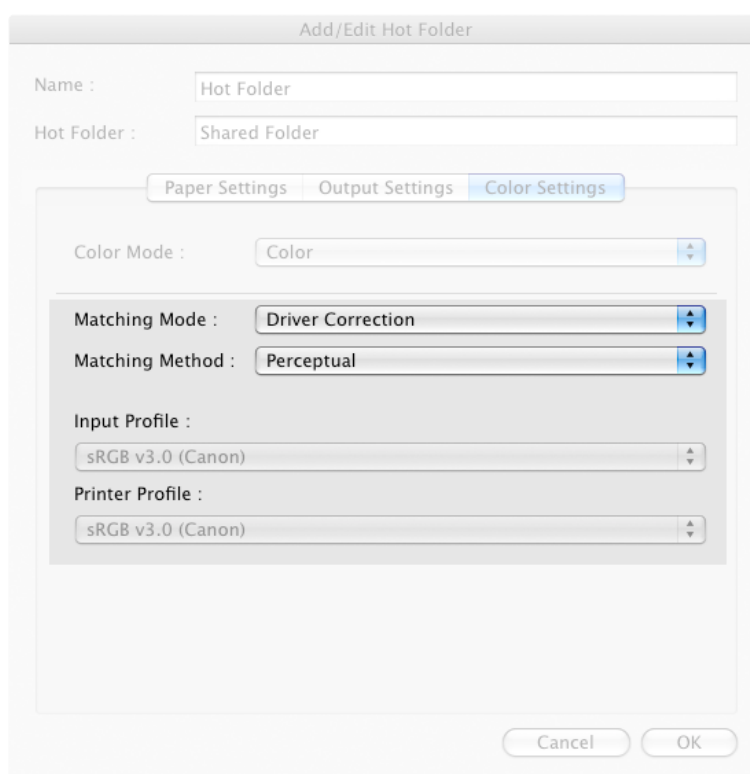 Add/Edit Hot Folder
Name : Hot Folder
Hot Folder : Shared Folder
Paper Settings Output Settings Color Settings
Color Mode : Color
Matching Mode : Driver Correction
Matching Method : Perceptual
Input Profile :
sRGB v3.0 (Canon)
Printer Profile :
sRGB v3.0 (Canon)
Cancel OK